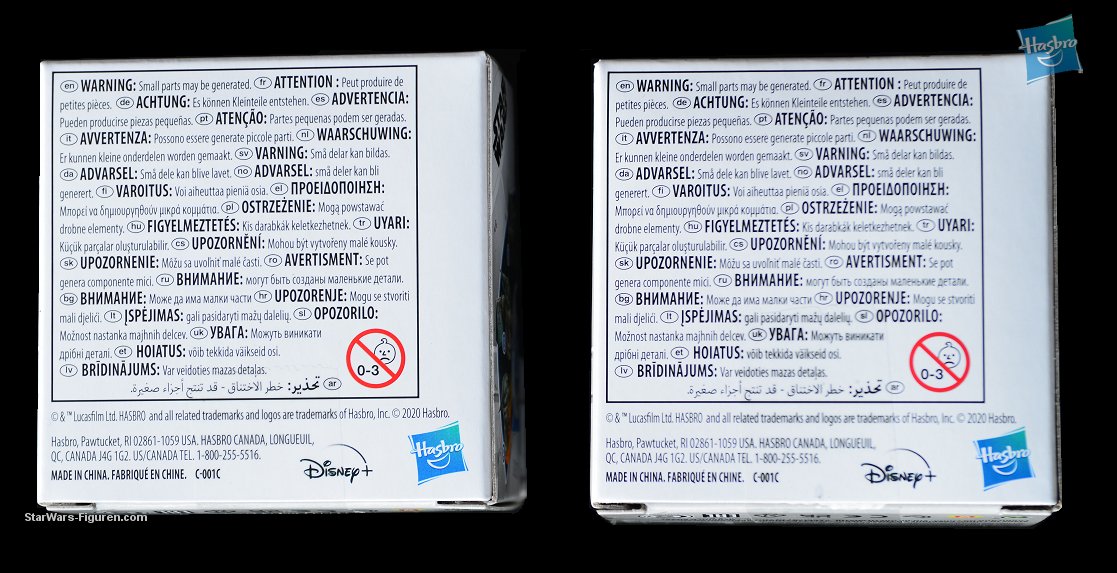 en WARNING: Small parts may be generated. fr ATTENTION : Peut produire de
petites pièces. de ACHTUNG: Es können Kleinteile entstehen. es ADVERTENCIA:
Pueden producirse piezas pequeñas. pt ATENÇÃO: Partes pequenas podem ser geradas.
it AVVERTENZA: Possono essere generate piccole parti. nl WAARSCHUWING:
Er kunnen kleine onderdelen worden gemaakt. sv VARNING: Små delar kan bildas.
da ADVARSEL: Små dele kan blive lavet. no ADVARSEL: små deler kan bli
generert. fi VAROITUS: Voi aiheuttaa pieniä osia. el ΠΡΟΕΙΔΟΠΟΙΗΣΗ:
Μπορεί να δημιουργηθούν μικρά κομμάτια. pl OSTRZEŻENIE: Mogą powstawać
drobne elementy. hu FIGYELMEZTETÉS: Kis darabkák keletkezhetnek. tr UYARI:
Küçük parçalar oluşturulabilir. cs UPOZORNĚNÍ: Mohou být vytvořeny malé kousky.
sk UPOZORNENIE: Môžu sa uvoľniť malé časti. ro AVERTISMENT: Se pot
genera componente mici. ru ВНИМАНИЕ: могут быть созданы маленькие детали.
bg ВНИМАНИЕ: Може да има малки части hr UPOZORENJE: Mogu se stvoriti
mali djelići. lt ĮSPĖJIMAS: gali pasidaryti mažų dalelių. sl OPOZORILO:
Možnost nastanka majhnih delcev. uk УВАГА: Можуть виникати
дрібні деталі. et HOIATUS: võib tekkida väikseid osi.
lv BRĪDINĀJUMS: Var veidoties mazas detaļas.
ar تحذير: خطر الاختناق - قد تنتج أجزاء صغيرة.
0-3
© & ™ Lucasfilm Ltd. HASBRO and all related trademarks and logos are trademarks of Hasbro, Inc. © 2020 Hasbro.
Hasbro, Pawtucket, RI 02861-1059 USA. HASBRO CANADA, LONGUEUIL,
QC, CANADA J4G 1G2. US/CANADA TEL. 1-800-255-5516.
MADE IN CHINA. FABRIQUÉ EN CHINE. C-001C
Disney+
Hasbro
StarWars-Figuren.com
Hasbro
en WARNING: Small parts may be generated. fr ATTENTION : Peut produire de
petites pièces. de ACHTUNG: Es können Kleinteile entstehen. es ADVERTENCIA:
Pueden producirse piezas pequeñas. pt ATENÇÃO: Partes pequenas podem ser geradas.
it AVVERTENZA: Possono essere generate piccole parti. nl WAARSCHUWING:
Er kunnen kleine onderdelen worden gemaakt. sv VARNING: Små delar kan bildas.
da ADVARSEL: Små dele kan blive lavet. no ADVARSEL: små deler kan bli
generert. fi VAROITUS: Voi aiheuttaa pieniä osia. el ΠΡΟΕΙΔΟΠΟΙΗΣΗ:
Μπορεί να δημιουργηθούν μικρά κομμάτια. pl OSTRZEŻENIE: Mogą powstawać
drobne elementy. hu FIGYELMEZTETÉS: Kis darabkák keletkezhetnek. tr UYARI:
Küçük parçalar oluşturulabilir. cs UPOZORNĚNÍ: Mohou být vytvořeny malé kousky.
sk UPOZORNENIE: Môžu sa uvoľniť malé časti. ro AVERTISMENT: Se pot
genera componente mici. ru ВНИМАНИЕ: могут быть созданы маленькие детали.
bg ВНИМАНИЕ: Може да има малки части hr UPOZORENJE: Mogu se stvoriti
mali djelići. lt ĮSPĖJIMAS: gali pasidaryti mažų dalelių. sl OPOZORILO:
Možnost nastanka majhnih delcev. uk УВАГА: Можуть виникати
дрібні деталі. et HOIATUS: võib tekkida väikseid osi.
lv BRĪDINĀJUMS: Var veidoties mazas detaļas.
ar تحذير: خطر الاختناق - قد تنتج أجزاء صغيرة.
0-3
© & ™ Lucasfilm Ltd. HASBRO and all related trademarks and logos are trademarks of Hasbro, Inc. © 2020 Hasbro.
Hasbro, Pawtucket, RI 02861-1059 USA. HASBRO CANADA, LONGUEUIL,
QC, CANADA J4G 1G2. US/CANADA TEL. 1-800-255-5516.
MADE IN CHINA. FABRIQUÉ EN CHINE. C-001C
Disney+
Hasbro